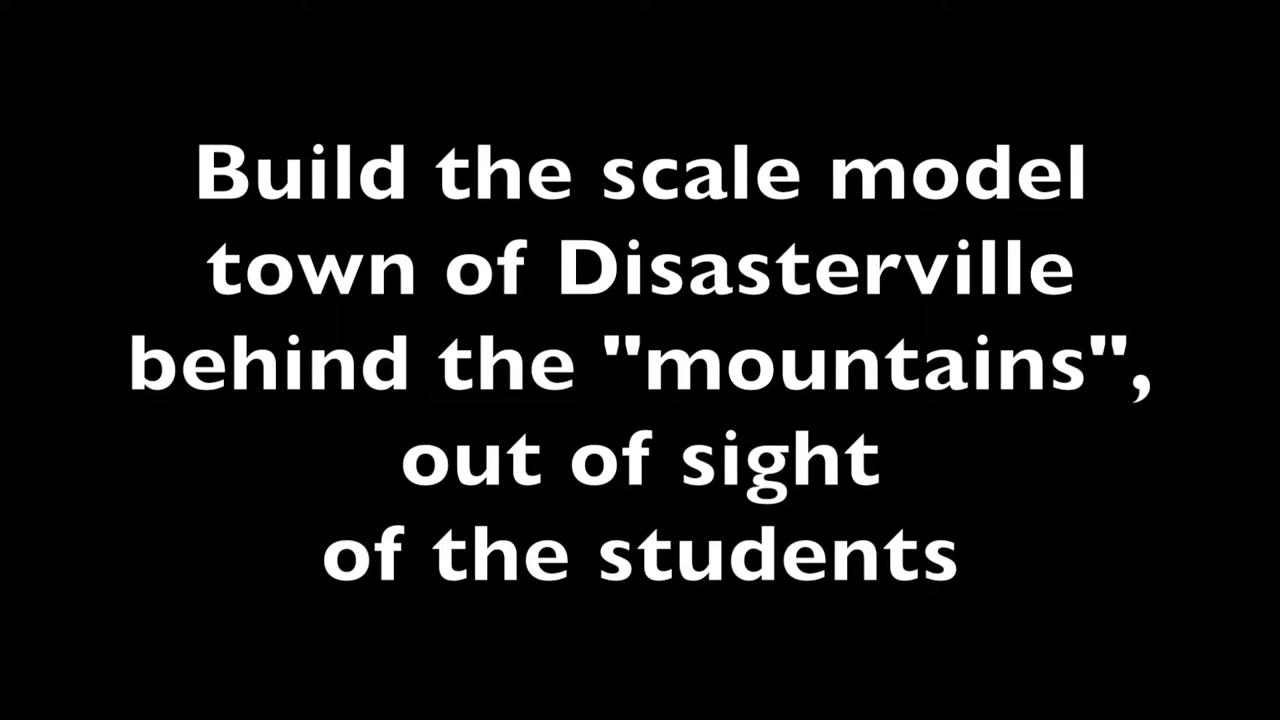 Build the scale model
town of Disasterville
behind the "mountains",
out of sight
of the students